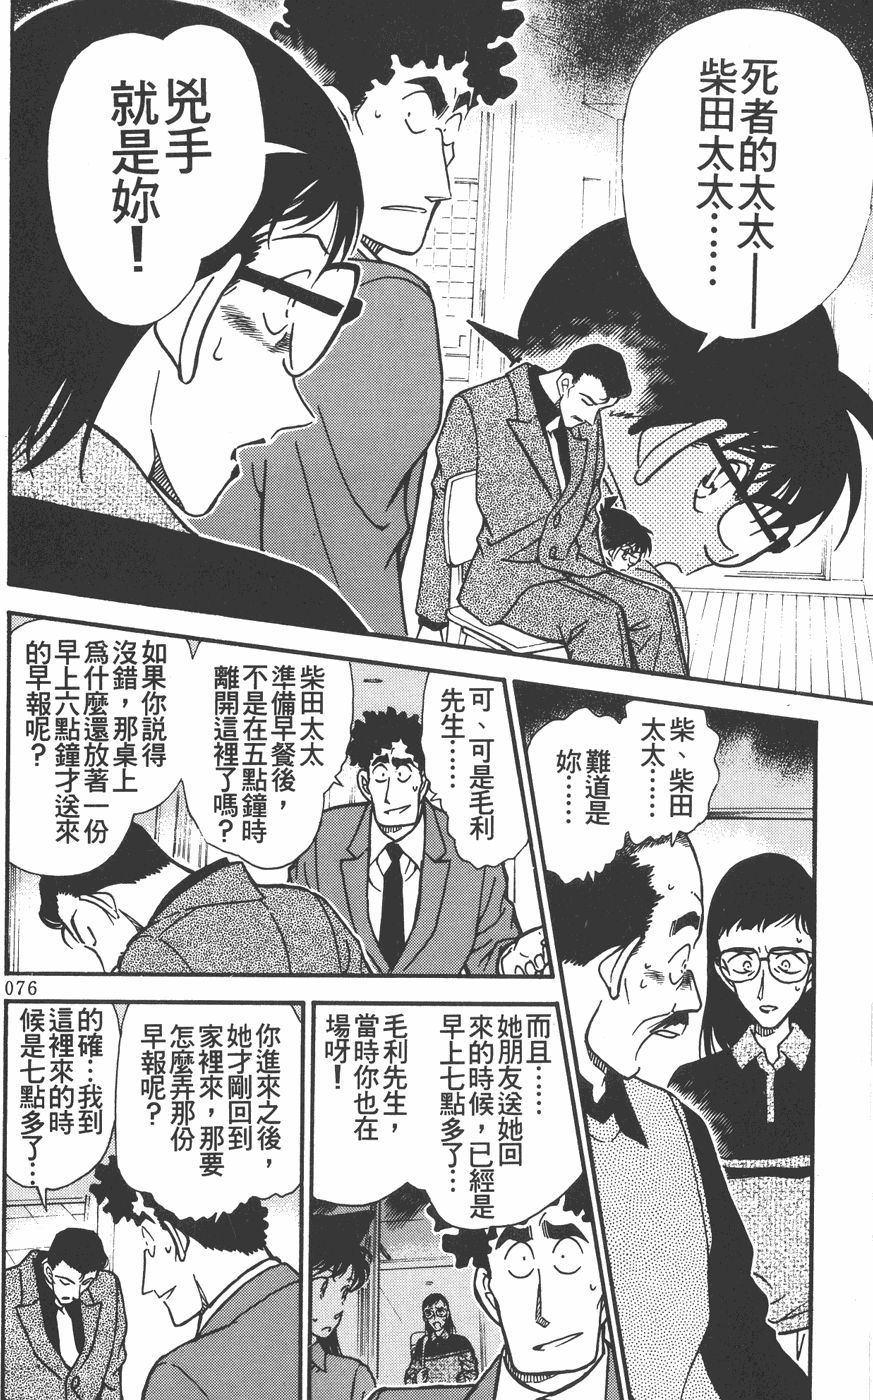 死者的太太——
柴田太太……
兇手
就是妳！
柴、柴田
太太……
難道是
妳……
可、可是毛利
先生……
柴田太太
準備早餐後，
不是在五點鐘時
離開這裡了嗎？
如果你說得
沒錯，那桌上
為什麼還放著一份
早上六點鐘才送來
的早報呢？
而且……
她朋友送她回
來的時候，已經是
早上七點多了…
毛利先生，
當時你也在
場呀！
你進來之後，
她才剛回到
家裡來，那要
怎麼弄那份
早報呢？
的確…我到
這裡來的時
候是七點多了…
076